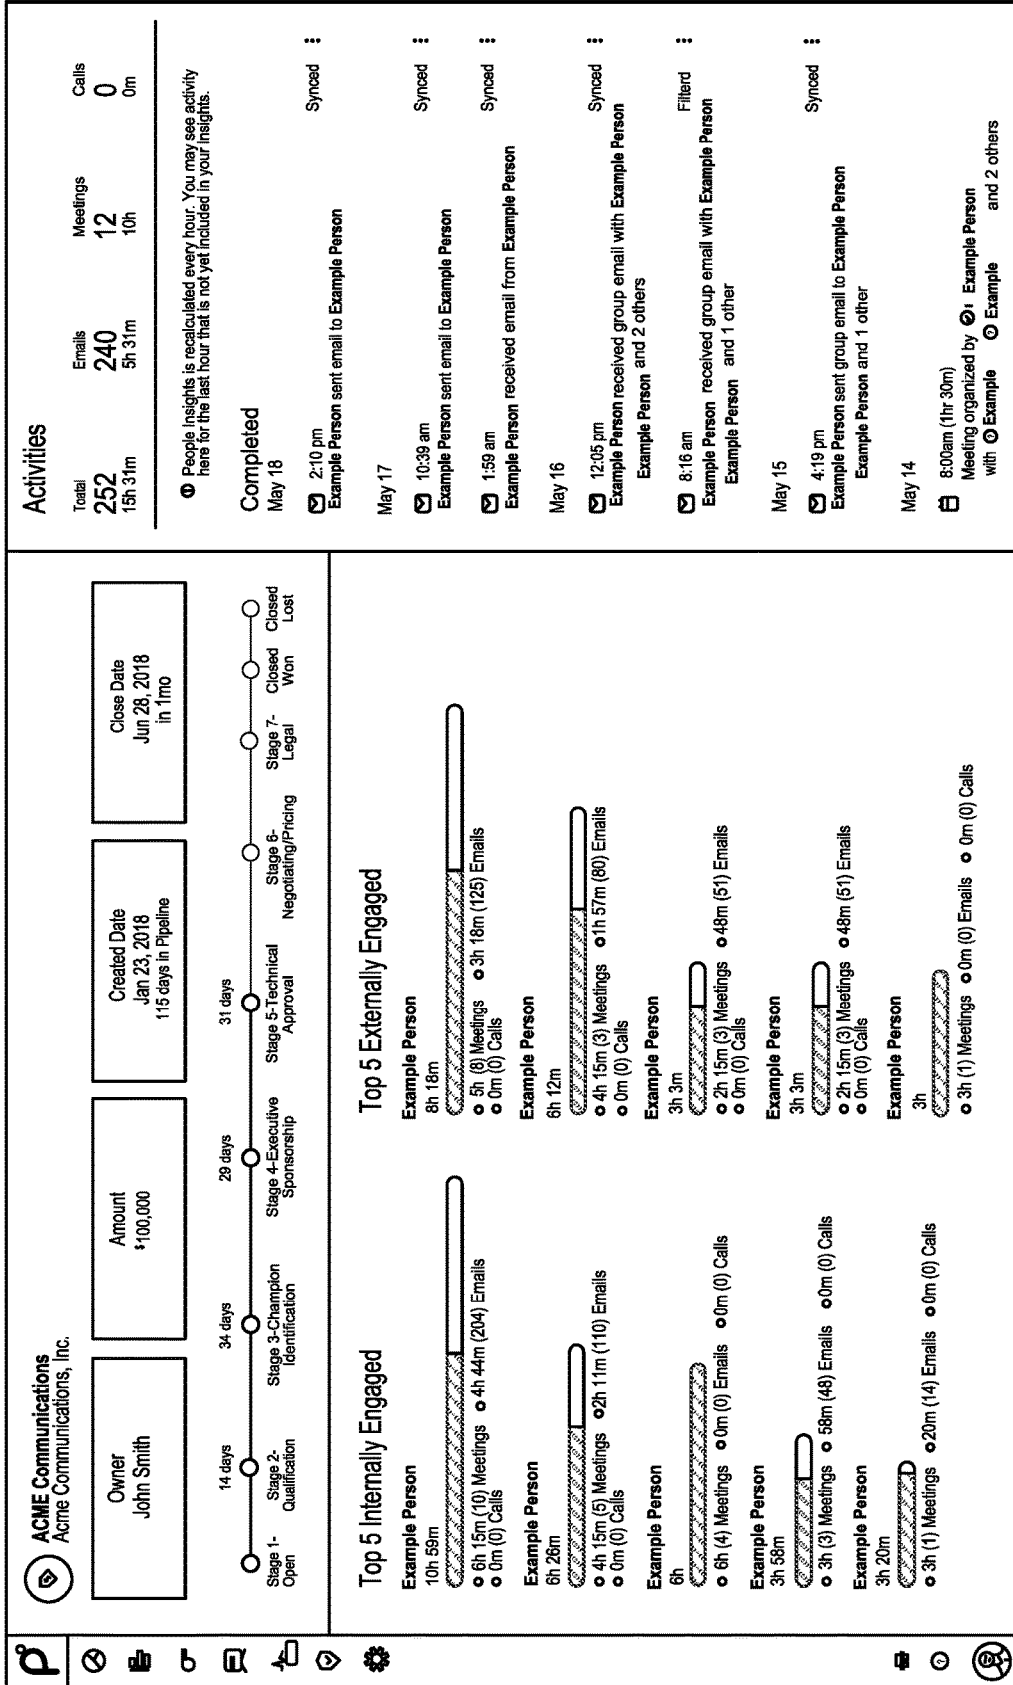 ACME Communications
Acme Communications, Inc.
Owner
John Smith
Amount
$100,000
Created Date
Jan 23, 2018
115 days in Pipeline
Close Date
Jun 28, 2018
in 1mo
14 days
34 days
29 days
31 days
Stage 1-
Open
Stage 2-
Qualification
Stage 3-Champion
Identification
Stage 4-Executive
Sponsorship
Stage 5-Technical
Approval
Stage 6-
Negotiating/Pricing
Stage 7-
Legal
Closed
Won
Closed
Lost
Top 5 Internally Engaged
Example Person
10h 59m
6h 15m (10) Meetings 4h 44m (204) Emails
0m (0) Calls
Example Person
6h 26m
4h 15m (5) Meetings 2h 11m (110) Emails
0m (0) Calls
Example Person
6h
6h (4) Meetings 0m (0) Emails 0m (0) Calls
Example Person
3h 58m
3h (3) Meetings 58m (48) Emails 0m (0) Calls
Example Person
3h 20m
3h (1) Meetings 20m (14) Emails 0m (0) Calls
Top 5 Externally Engaged
Example Person
8h 18m
5h (8) Meetings 3h 18m (125) Emails
0m (0) Calls
Example Person
6h 12m
4h 15m (3) Meetings 1h 57m (80) Emails
0m (0) Calls
Example Person
3h 3m
2h 15m (3) Meetings 48m (51) Emails
0m (0) Calls
Example Person
3h 3m
2h 15m (3) Meetings 48m (51) Emails
0m (0) Calls
Example Person
3h
3h (1) Meetings 0m (0) Emails 0m (0) Calls
Activities
Toatal Emails Meetings Calls
252 240 12 0
15h 31m 5h 31m 10h 0m
People Insights is recalculated every hour. You may see activity
here for the last hour that is not yet included in your insights.
Completed
May 18
2:10 pm Synced
Example Person sent email to Example Person
May 17
10:39 am Synced
Example Person sent email to Example Person
1:59 am Synced
Example Person received email from Example Person
May 16
12:05 pm Synced
Example Person received group email with Example Person
Example Person and 2 others
8:16 am Filterd
Example Person received group email with Example Person
Example Person and 1 other
May 15
4:19 pm Synced
Example Person sent group email to Example Person
Example Person and 1 other
May 14
8:00am (1hr 30m)
Meeting organized by Example Person
with Example Example and 2 others